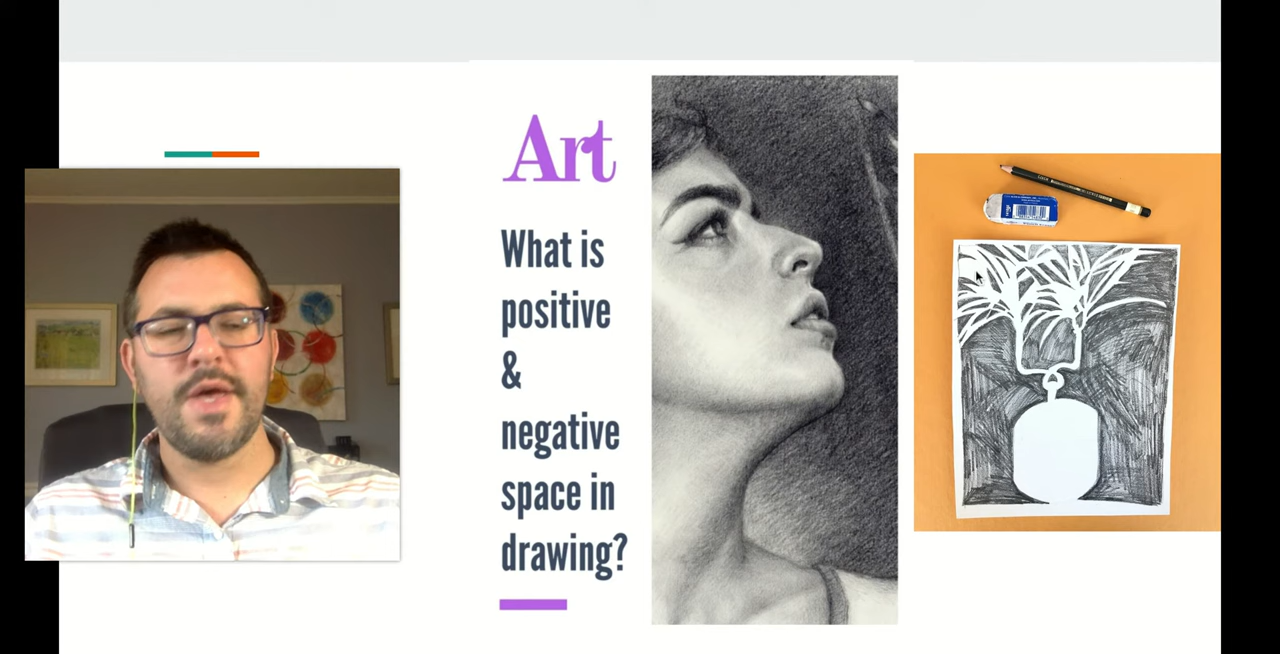 Art
What is
positive
&
negative
space in
drawing?